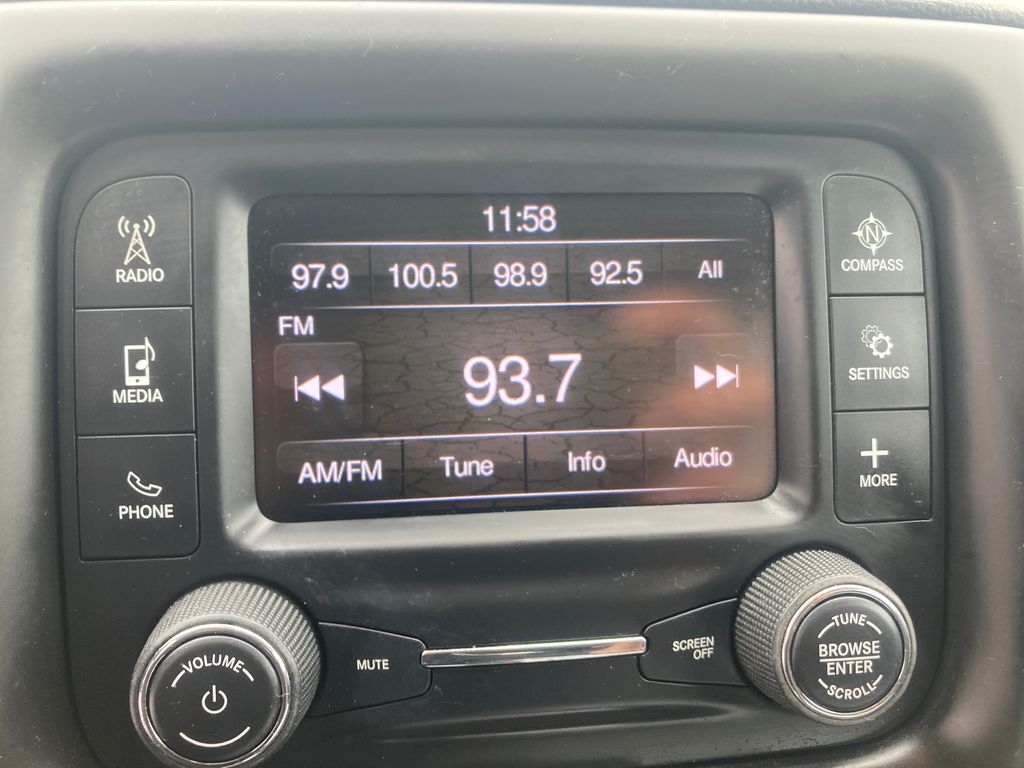 11:58
97.9 100.5 98.9 92.5 All
FM
93.7
AM/FM Tune Info Audio
RADIO
MEDIA
PHONE
N
COMPASS
SETTINGS
MORE
VOLUME
MUTE
SCREEN
OFF
TUNE
BROWSE
ENTER
SCROLL